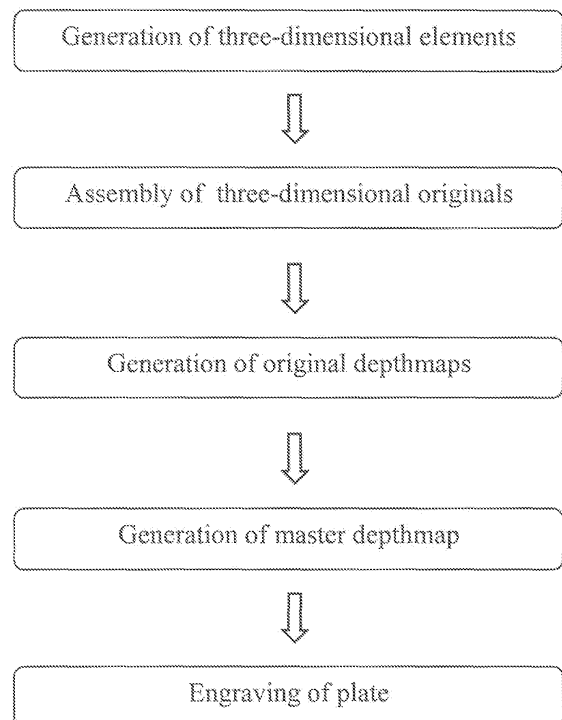 Generation of three-dimensional elements
Assembly of three-dimensional originals
Generation of original depthmaps
Generation of master depthmap
Engraving of plate